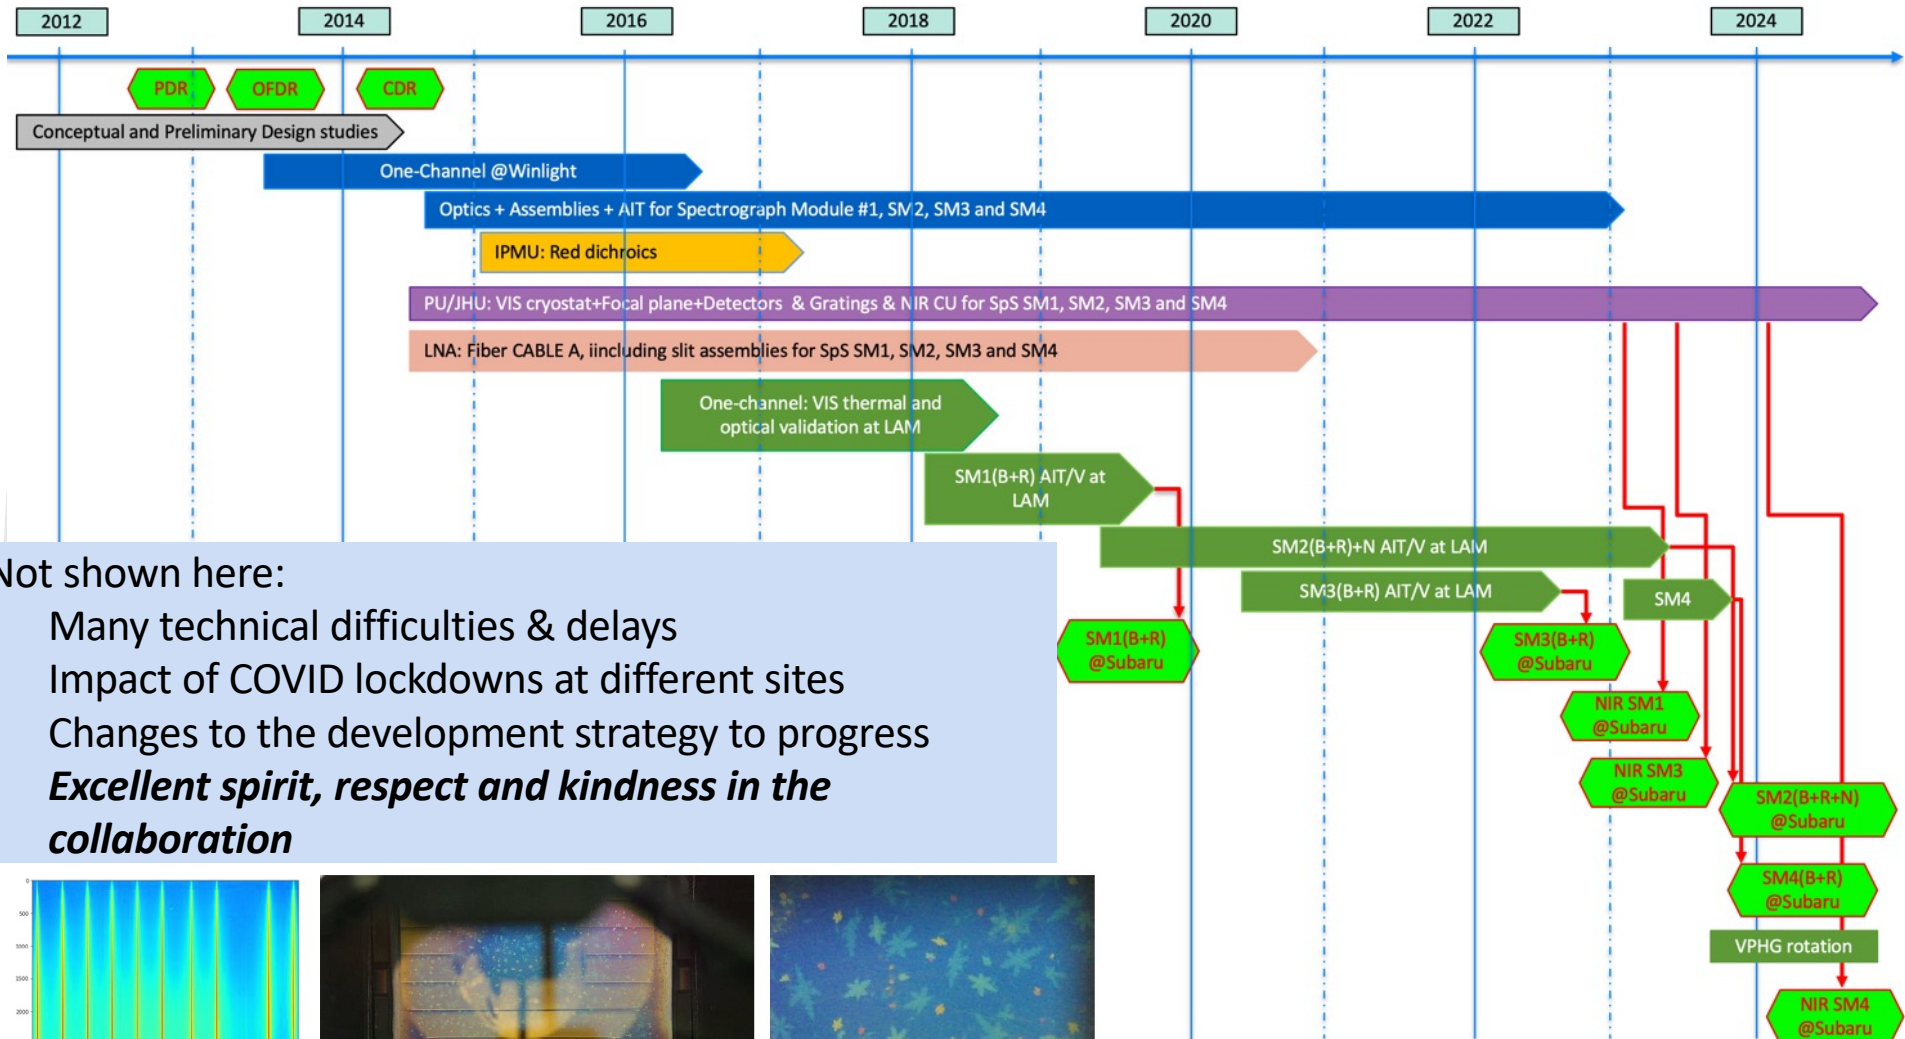 2012
2014
2016
2018
2020
2022
2024
PDR
OFDR
CDR
Conceptual and Preliminary Design studies
One-Channel @Winlight
Optics + Assemblies + AIT for Spectrograph Module #1, SM2, SM3 and SM4
IPMU: Red dichroics
PU/JHU: VIS cryostat+Focal plane+Detectors & Gratings & NIR CU for SpS SM1, SM2, SM3 and SM4
LNA: Fiber CABLE A, iincluding slit assemblies for SpS SM1, SM2, SM3 and SM4
One-channel: VIS thermal and
optical validation at LAM
SM1(B+R) AIT/V at
LAM
SM2(B+R)+N AIT/V at LAM
SM3(B+R) AIT/V at LAM
SM4
SM1(B+R)
@Subaru
SM3(B+R)
@Subaru
NIR SM1
@Subaru
NIR SM3
@Subaru
SM2(B+R+N)
@Subaru
SM4(B+R)
@Subaru
VPHG rotation
NIR SM4
@Subaru
Not shown here:
Many technical difficulties & delays
Impact of COVID lockdowns at different sites
Changes to the development strategy to progress
Excellent spirit, respect and kindness in the
collaboration
0
500
1000
1500
2000